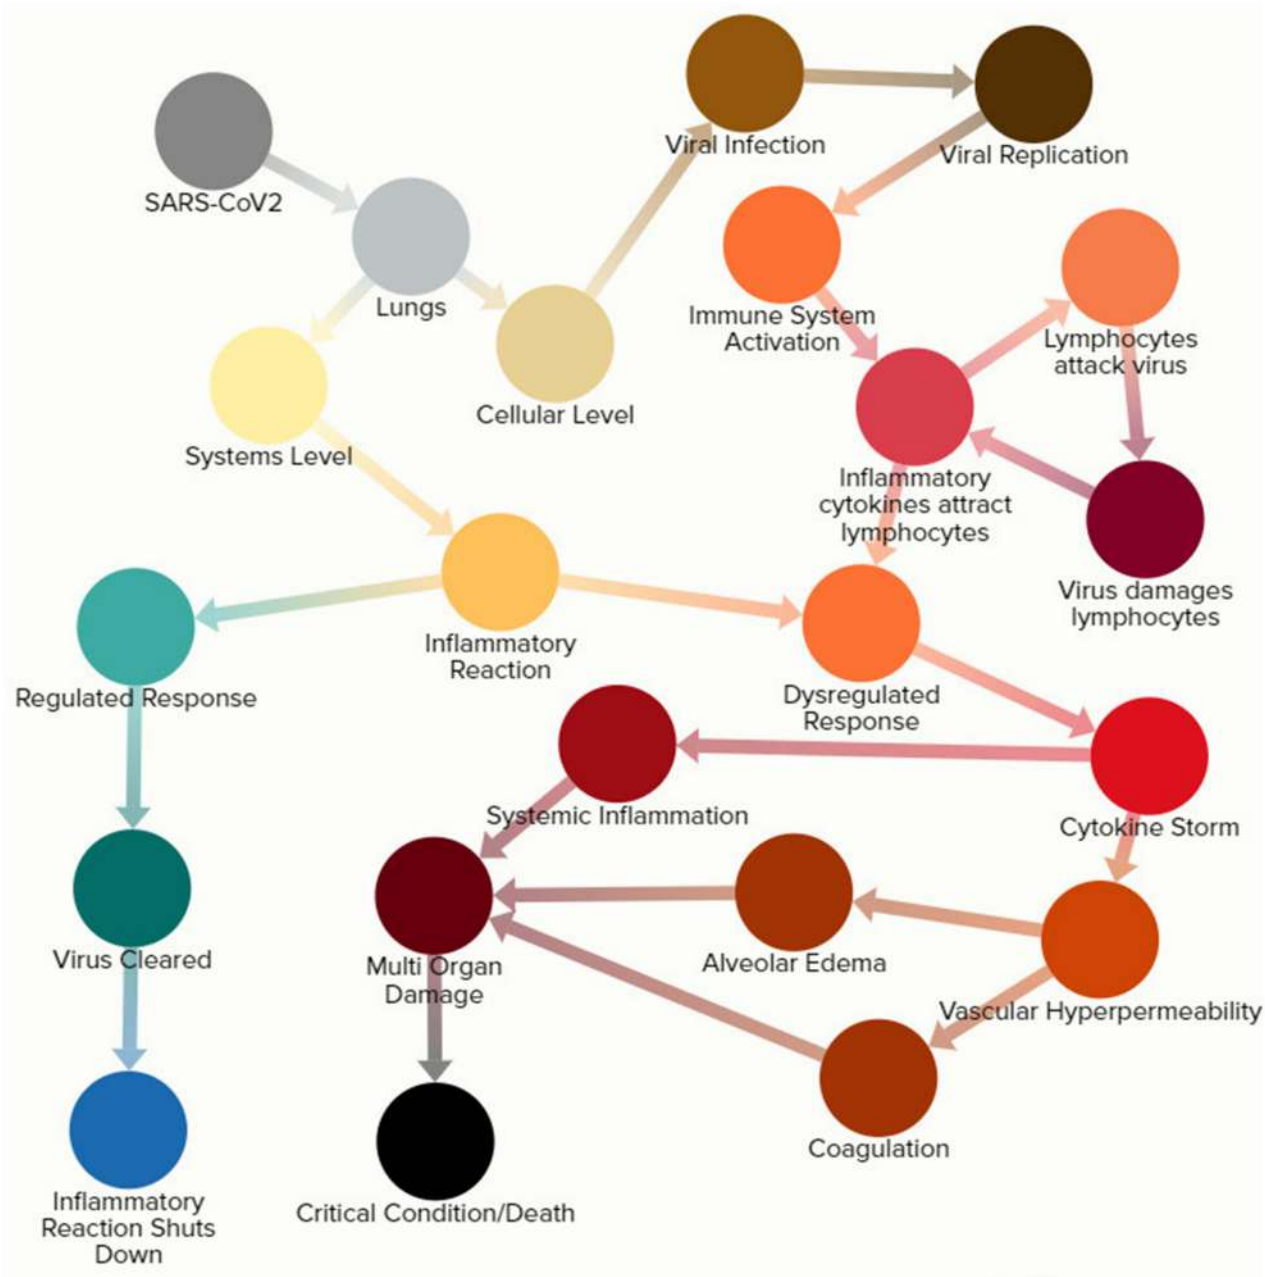 Viral Infection
Viral Replication
SARS-CoV2
Lungs
Immune System
Activation
Lymphocytes
attack virus
Cellular Level
Systems Level
Inflammatory
cytokines attract
lymphocytes
Virus damages
lymphocytes
Inflammatory
Reaction
Regulated Response
Dysregulated
Response
Systemic Inflammation
Cytokine Storm
Virus Cleared
Multi Organ
Damage
Alveolar Edema
Vascular Hyperpermeability
Coagulation
Inflammatory
Reaction Shuts
Down
Critical Condition/Death